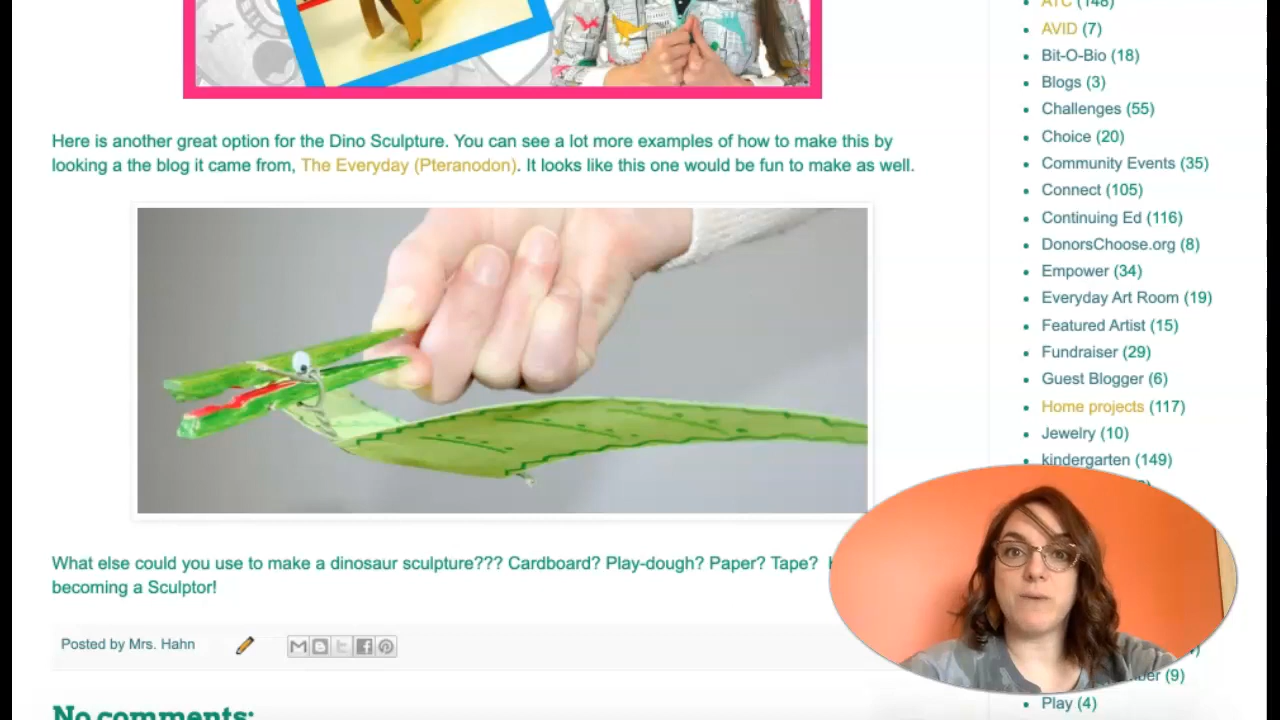 Here is another great option for the Dino Sculpture. You can see a lot more examples of how to make this by
looking a the blog it came from, The Everyday (Pteranodon). It looks like this one would be fun to make as well.
What else could you use to make a dinosaur sculpture??? Cardboard? Play-dough? Paper? Tape?
becoming a Sculptor!
Posted by Mrs. Hahn
No comments:
ATC (148)
AVID (7)
Bit-O-Bio (18)
Blogs (3)
Challenges (55)
Choice (20)
Community Events (35)
Connect (105)
Continuing Ed (116)
DonorsChoose.org (8)
Empower (34)
Everyday Art Room (19)
Featured Artist (15)
Fundraiser (29)
Guest Blogger (6)
Home projects (117)
Jewelry (10)
kindergarten (149)
(9)
Play (4)